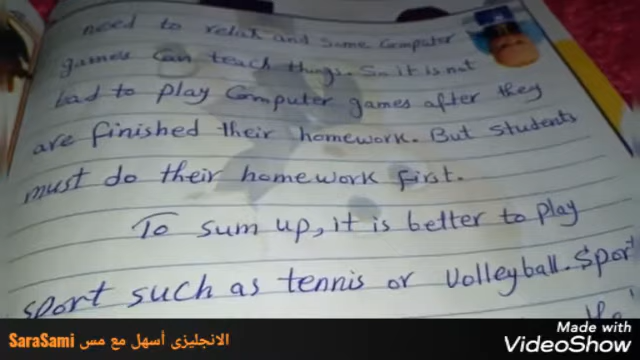 need to relax and some computer
games can teach things. So it is not
bad to play computer games after they
are finished their homework. But students
must do their homework first.
To sum up, it is better to play
sport such as tennis or volleyball. Sport
SaraSami الانجليزى أسهل مع مس
Made with
VideoShow